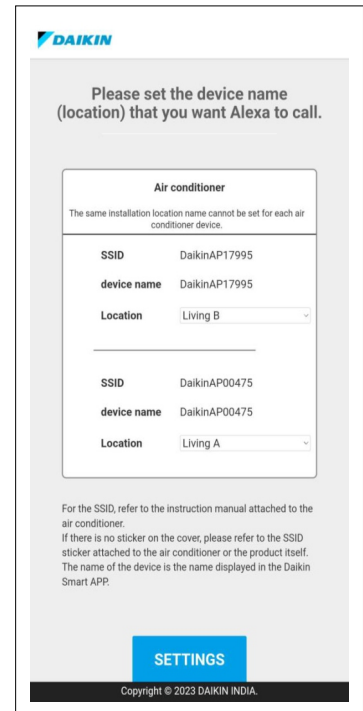 DAIKIN
Please set the device name
(location) that you want Alexa to call.
Air conditioner
The same installation location name cannot be set for each air
conditioner device.
SSID DaikinAP17995
device name DaikinAP17995
Location Living B
SSID DaikinAP00475
device name DaikinAP00475
Location Living A
For the SSID, refer to the instruction manual attached to the
air conditioner.
If there is no sticker on the cover, please refer to the SSID
sticker attached to the air conditioner or the product itself.
The name of the device is the name displayed in the Daikin
Smart APP.
SETTINGS
Copyright © 2023 DAIKIN INDIA.